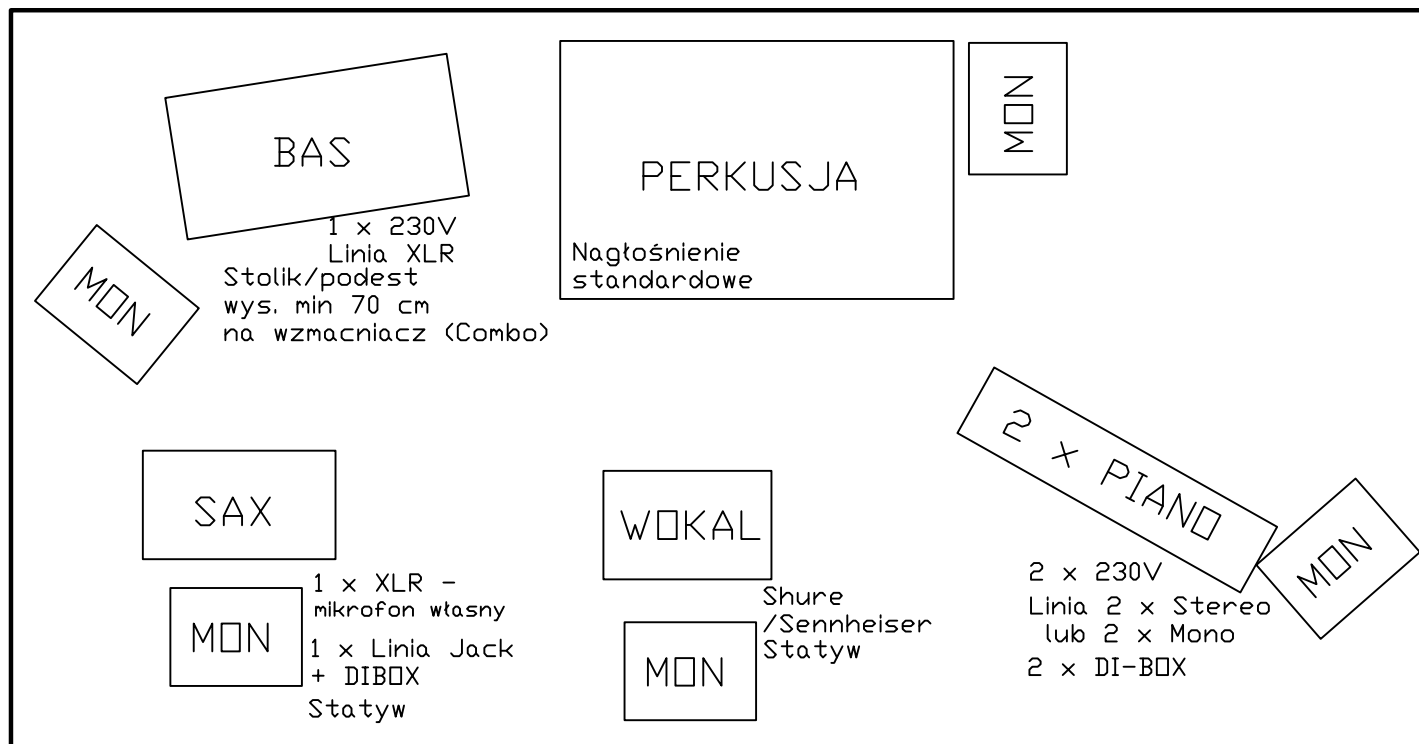 BAS
1 x 230V
Linia XLR
Stolik/podest
wys. min 70 cm
na wzmacniacz (Combo)
MON
PERKUSJA
Nagłośnienie
standardowe
MON
SAX
1 x XLR -
mikrofon własny
1 x Linia Jack
+ DIBOX
Statyw
MON
WOKAL
Shure
/Sennheiser
Statyw
MON
2 x PIANO
MON
2 x 230V
Linia 2 x Stereo
lub 2 x Mono
2 x DI-BOX